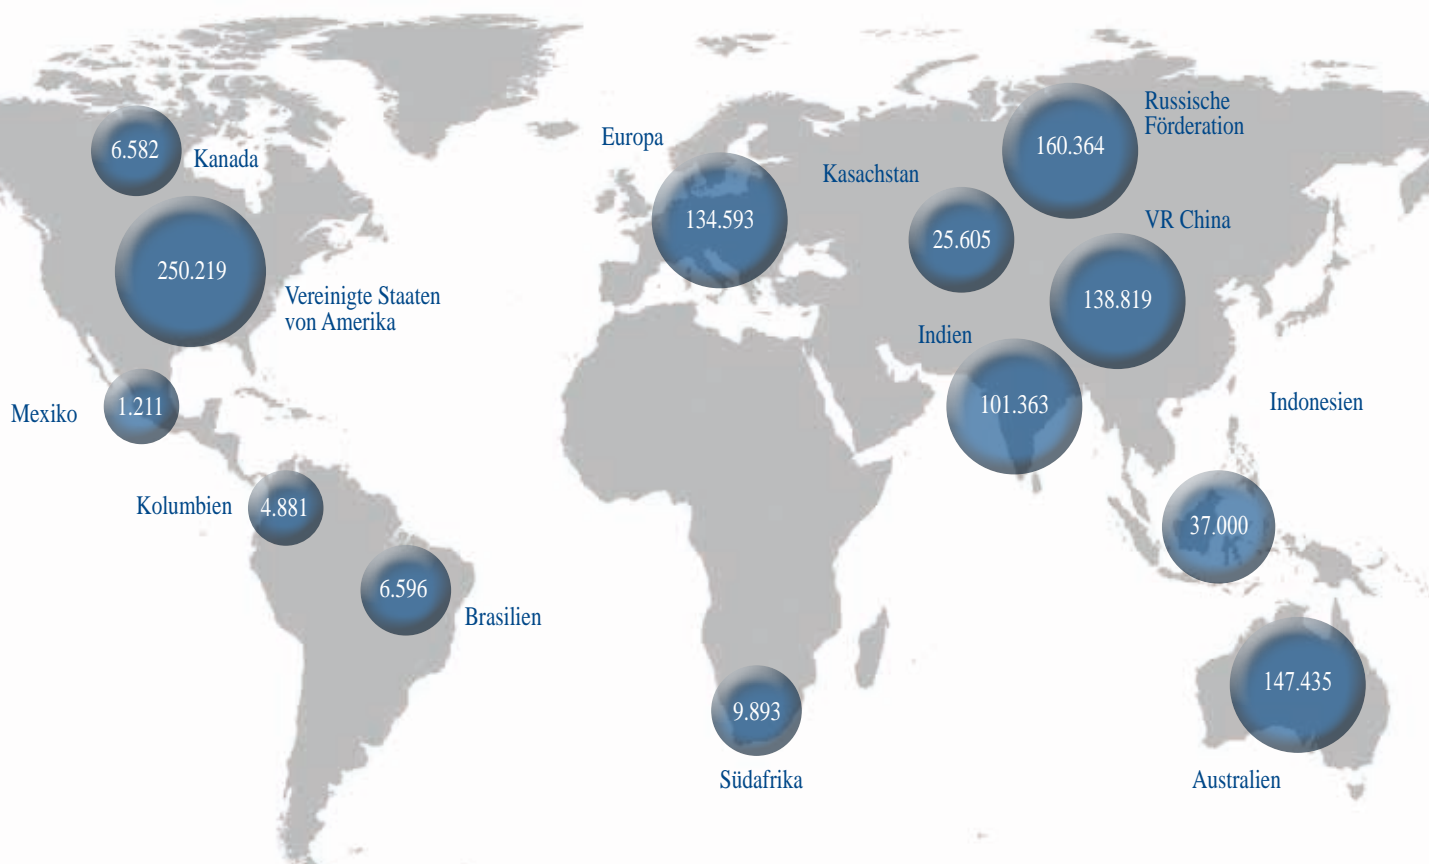 6.582
Kanada
250.219
Vereinigte Staaten
von Amerika
Mexiko
1.211
Kolumbien
4.881
6.596
Brasilien
Europa
134.593
Kasachstan
25.605
160.364
Russische
Förderation
VR China
138.819
Indien
101.363
Indonesien
37.000
9.893
Südafrika
147.435
Australien